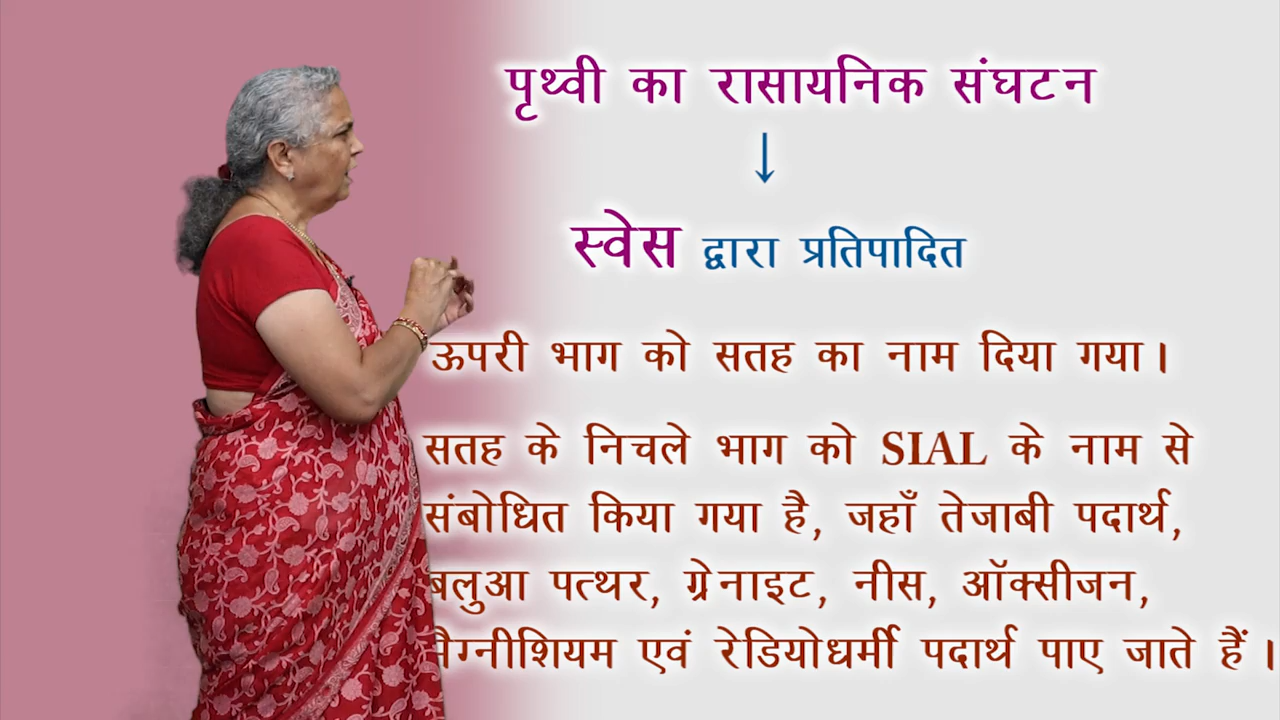 पृथ्वी का रासायनिक संघटन
↓
स्वेस द्वारा प्रतिपादित
ऊपरी भाग को सतह का नाम दिया गया।
सतह के निचले भाग को SIAL के नाम से
संबोधित किया गया है, जहाँ तेजाबी पदार्थ,
बलुआ पत्थर, ग्रेनाइट, नीस, ऑक्सीजन,
मैग्नीशियम एवं रेडियोधर्मी पदार्थ पाए जाते हैं।